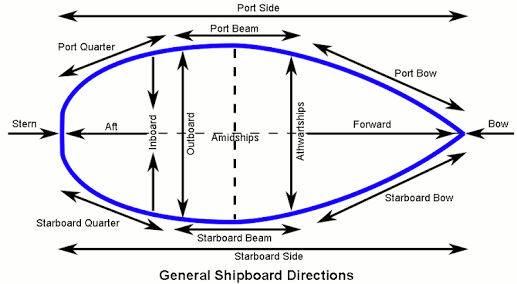 Port Side
Port Beam
Port Quarter
Port Bow
Stern
Aft
Inboard
Outboard
Amidships
Athwartships
Forward
Bow
Starboard Quarter
Starboard Bow
Starboard Beam
Starboard Side
General Shipboard Directions